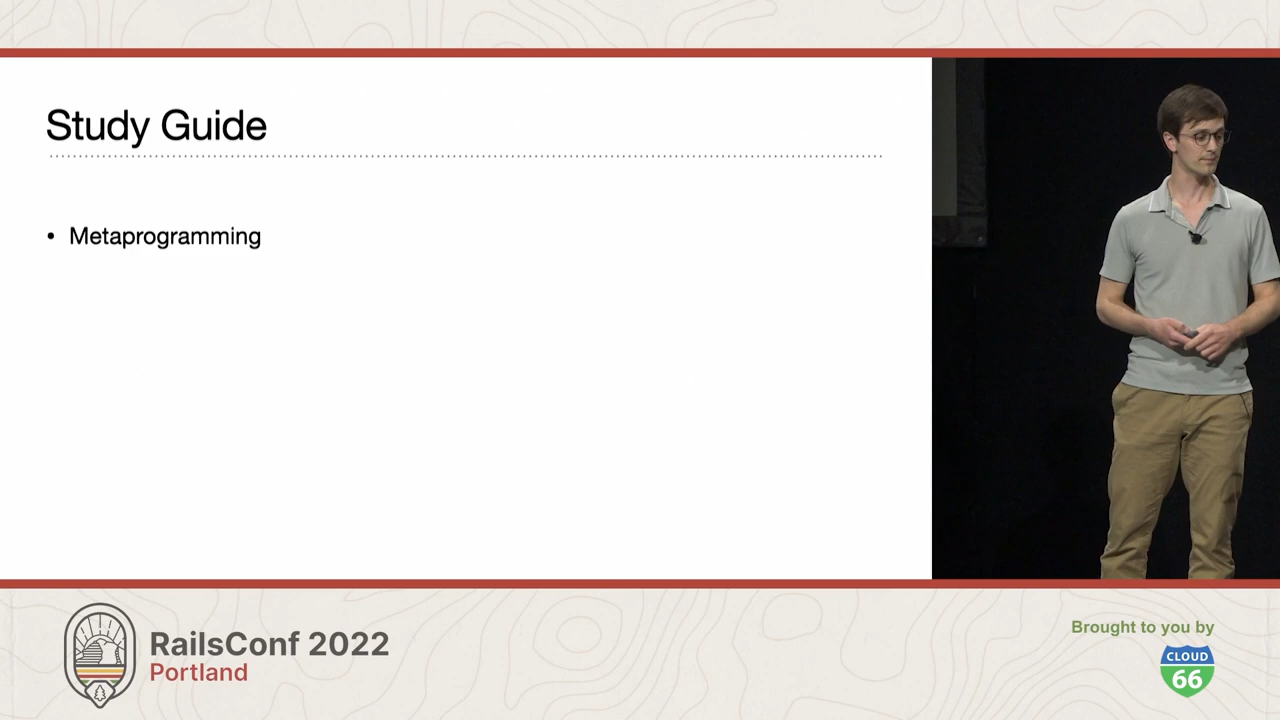 Study Guide
• Metaprogramming
RailsConf 2022
Portland
Brought to you by
CLOUD
66